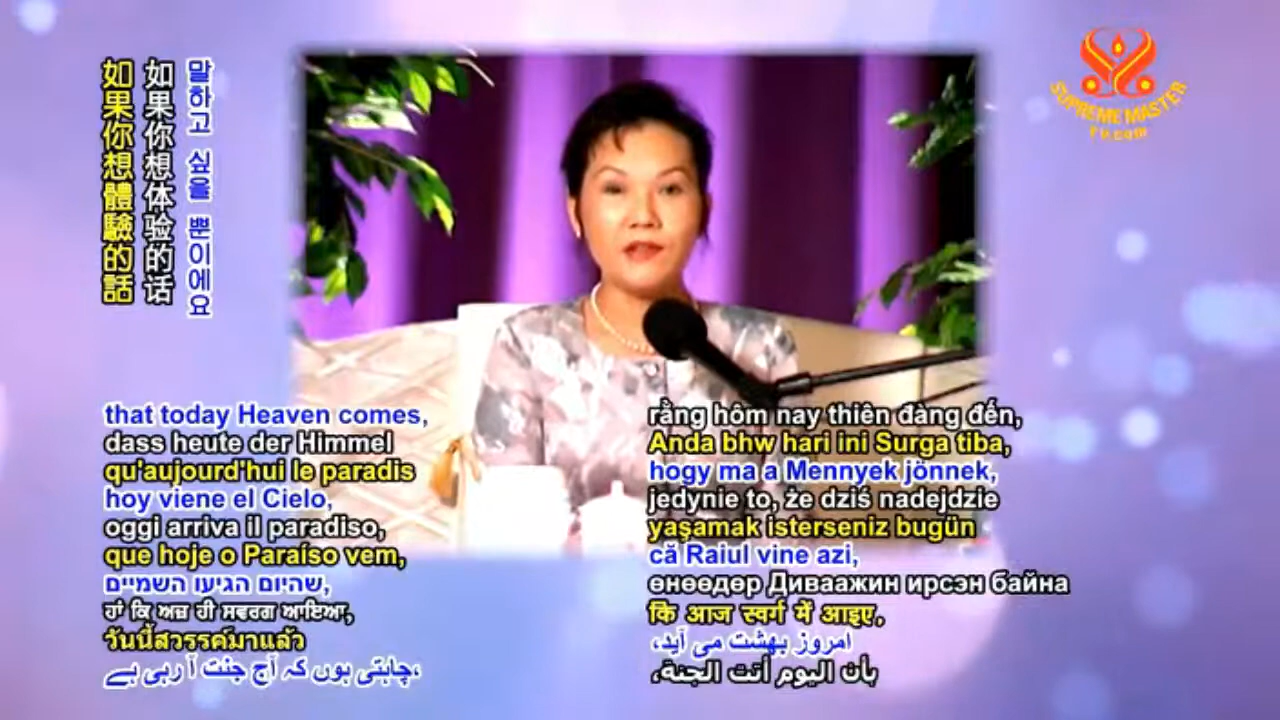 如果你想體驗的話
如果你想体验的话
말하고 싶을 뿐이에요
SUPREME MASTER
TV.com
that today Heaven comes,
dass heute der Himmel
qu'aujourd'hui le paradis
hoy viene el Cielo,
oggi arriva il paradiso,
que hoje o Paraíso vem,
שהיום הגיעו השמיים,
ਹਾਂ ਕਿ ਅਜ਼ ਹੀ ਸਵਰਗ ਆਇਆ,
วันนี้สวรรค์มาแล้ว
چاہتی ہوں کہ آج جنت آ رہی ہے،
rằng hôm nay thiên đàng đến,
Anda bhw hari ini Surga tiba,
hogy ma a Mennyek jönnek,
jedynie to, że dziś nadejdzie
yaşamak isterseniz bugün
că Raiul vine azi,
өнөөдөр Диваажин ирсэн байна
कि आज स्वर्ग में आइए,
امروز بهشت می آید،
بأن اليوم أتت الجنة،